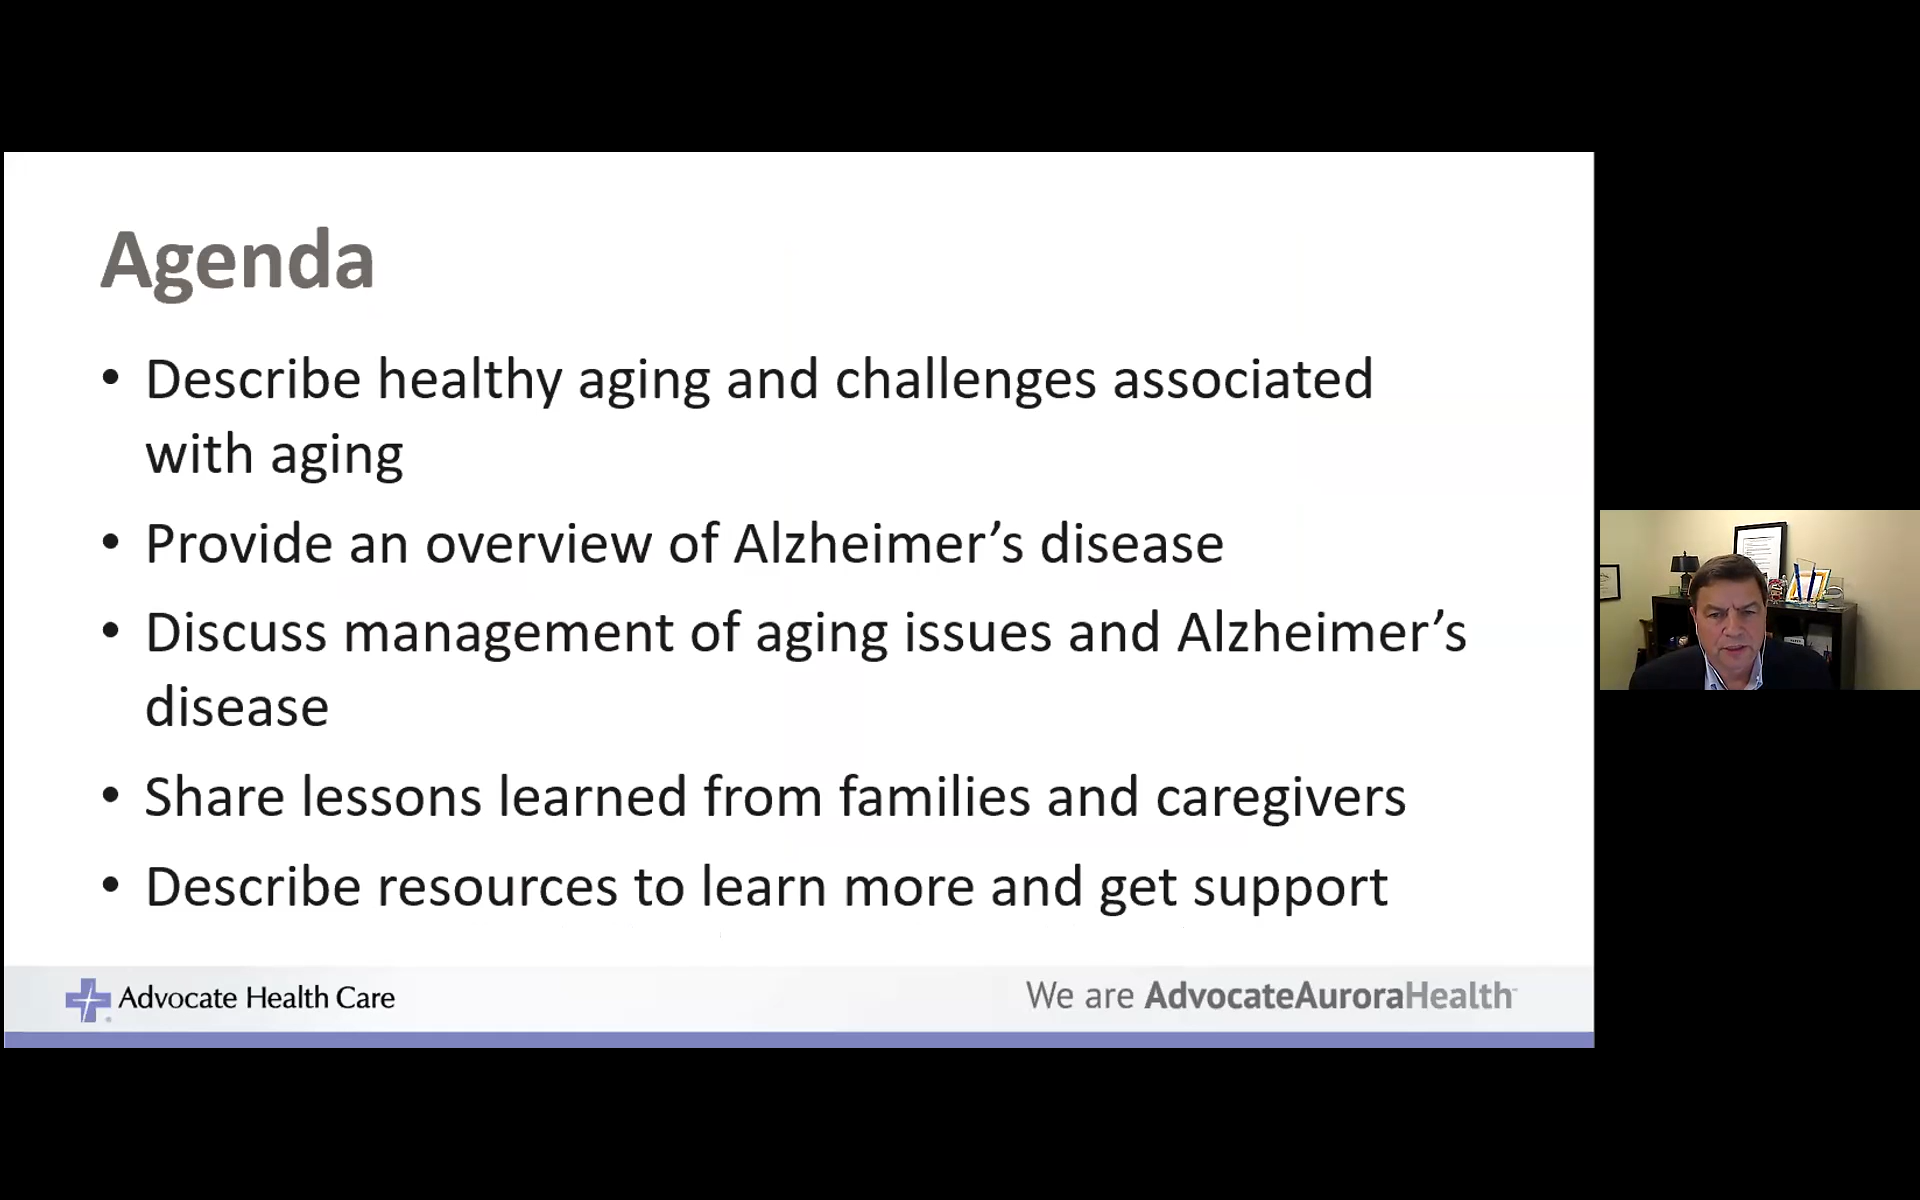 Agenda
• Describe healthy aging and challenges associated
with aging
• Provide an overview of Alzheimer’s disease
• Discuss management of aging issues and Alzheimer’s
disease
• Share lessons learned from families and caregivers
• Describe resources to learn more and get support
Advocate Health Care
We are AdvocateAuroraHealth